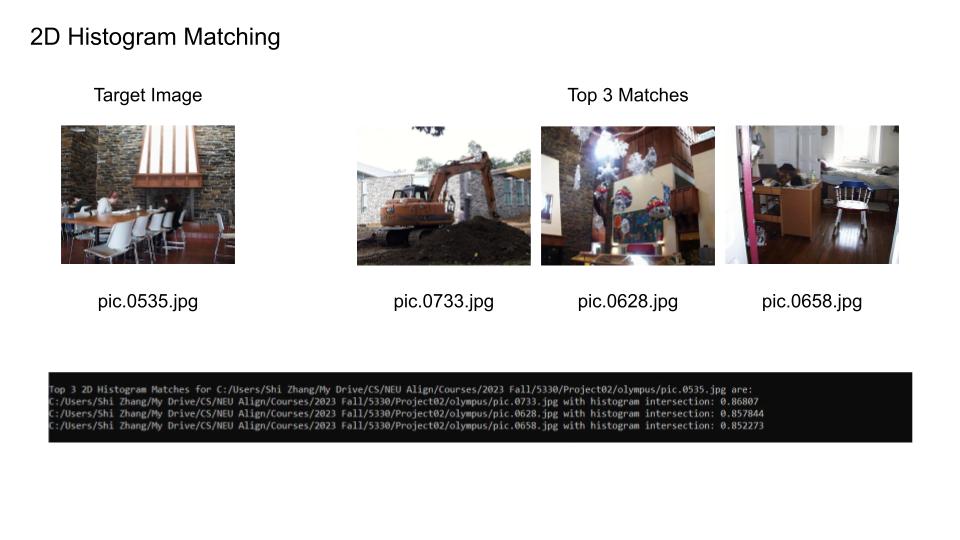 2D Histogram Matching
Target Image
Top 3 Matches
pic.0535.jpg
pic.0733.jpg
pic.0628.jpg
pic.0658.jpg
Top 3 2D Histogram Matches for C:/Users/Shi Zhang/My Drive/CS/NEU Align/Courses/2023 Fall/5330/Project02/olympus/pic.0535.jpg are:
C:/Users/Shi Zhang/My Drive/CS/NEU Align/Courses/2023 Fall/5330/Project02/olympus/pic.0733.jpg with histogram intersection: 0.86807
C:/Users/Shi Zhang/My Drive/CS/NEU Align/Courses/2023 Fall/5330/Project02/olympus/pic.0628.jpg with histogram intersection: 0.857844
C:/Users/Shi Zhang/My Drive/CS/NEU Align/Courses/2023 Fall/5330/Project02/olympus/pic.0658.jpg with histogram intersection: 0.852273